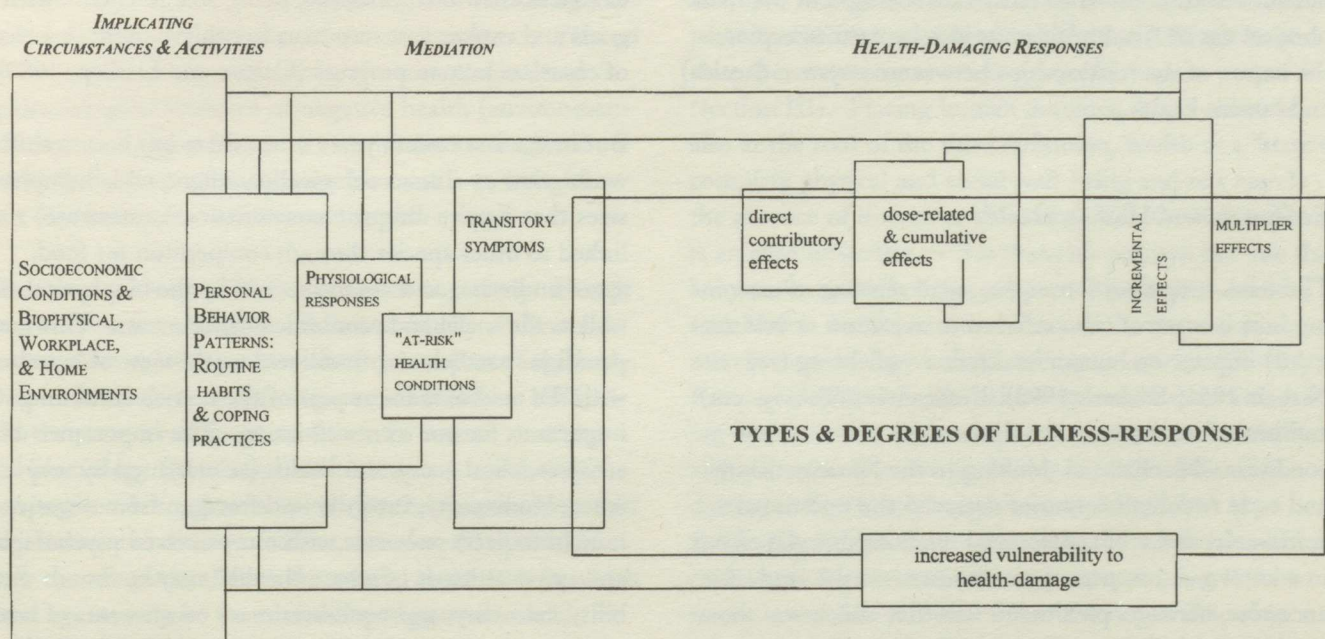 IMPLICATING
CIRCUMSTANCES & ACTIVITIES
MEDIATION
HEALTH-DAMAGING RESPONSES
SOCIOECONOMIC
CONDITIONS &
BIOPHYSICAL,
WORKPLACE,
& HOME
ENVIRONMENTS
PERSONAL
BEHAVIOR
PATTERNS:
ROUTINE
HABITS
& COPING
PRACTICES
PHYSIOLOGICAL
RESPONSES
TRANSITORY
SYMPTOMS
"AT-RISK"
HEALTH
CONDITIONS
direct
contributory
effects
dose-related
& cumulative
effects
INCREMENTAL
EFFECTS
MULTIPLIER
EFFECTS
TYPES & DEGREES OF ILLNESS-RESPONSE
increased vulnerability to
health-damage